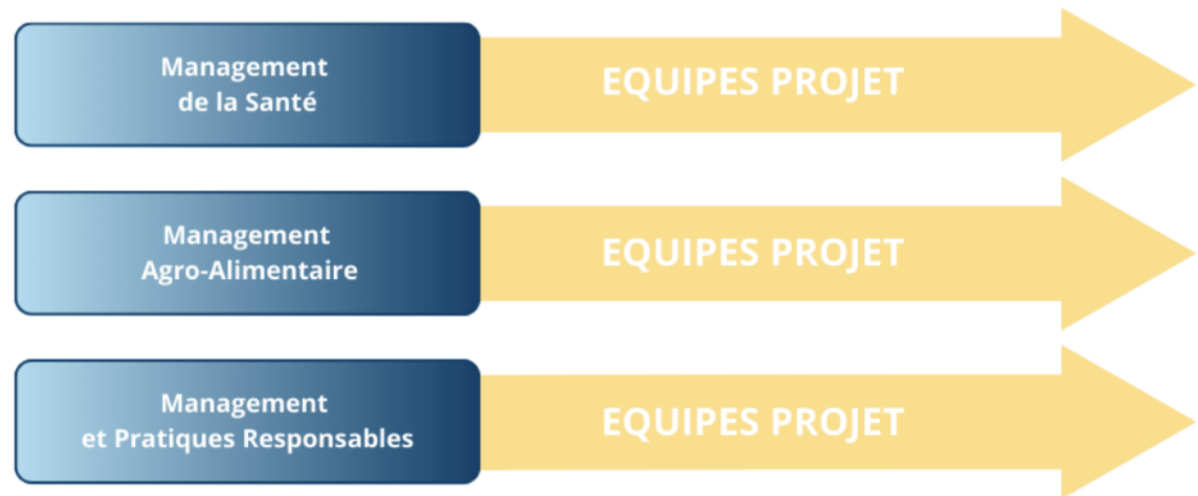 Management
de la Santé
EQUIPES PROJET
Management
Agro-Alimentaire
EQUIPES PROJET
Management
et Pratiques Responsables
EQUIPES PROJET